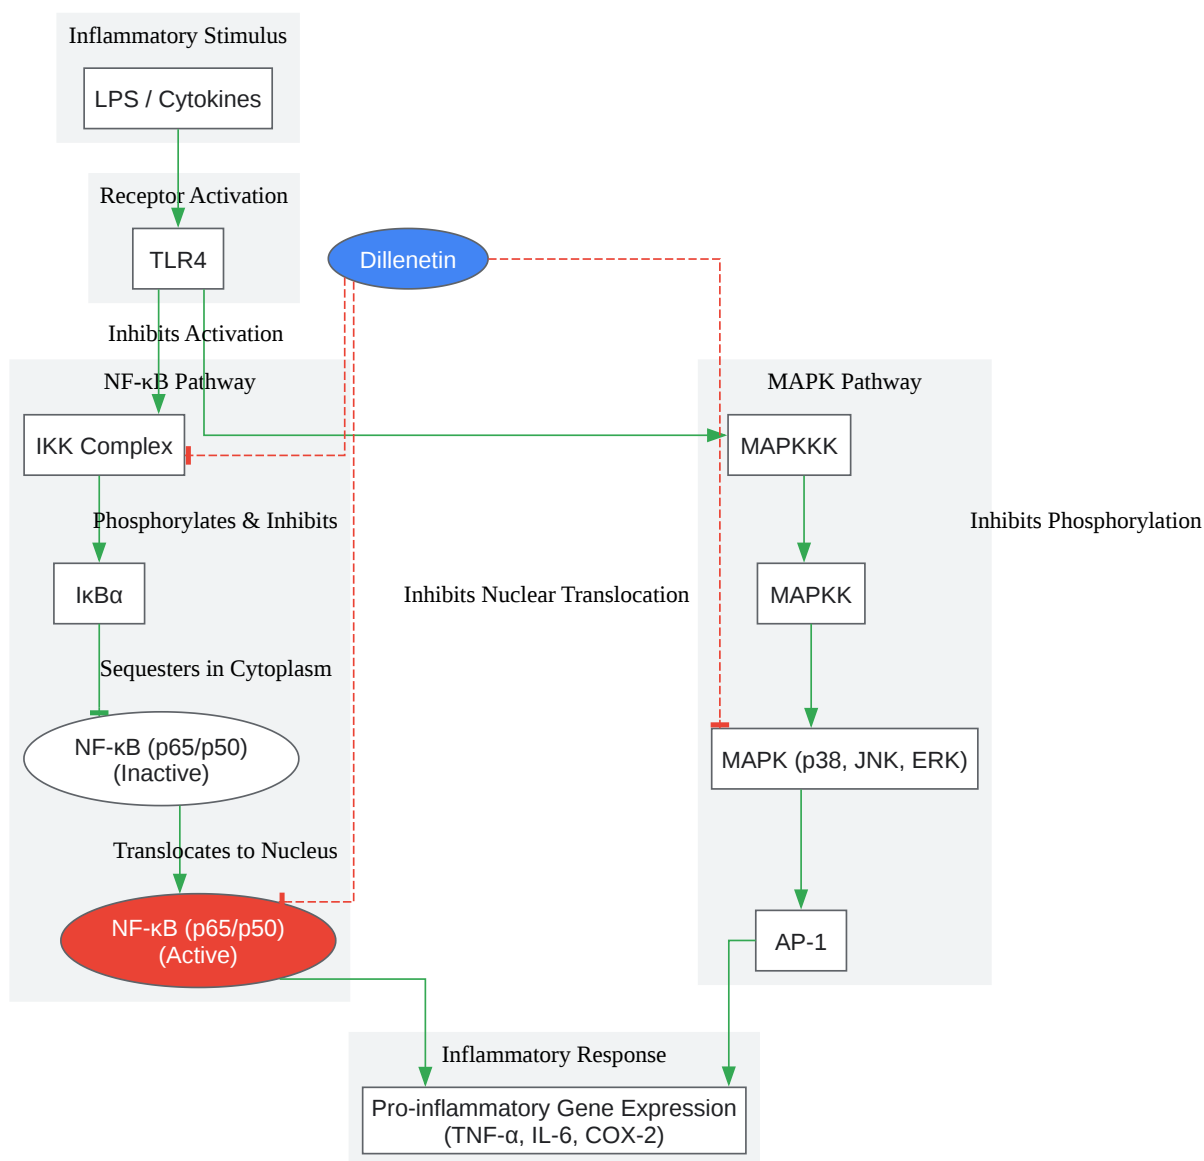 Inflammatory Stimulus
LPS / Cytokines
Receptor Activation
TLR4
Dillenetin
Inhibits Activation
NF-κB Pathway
MAPK Pathway
IKK Complex
MAPKKK
Phosphorylates & Inhibits
Inhibits Phosphorylation
IκBα
Inhibits Nuclear Translocation
MAPKK
Sequesters in Cytoplasm
NF-κB (p65/p50)
(Inactive)
MAPK (p38, JNK, ERK)
Translocates to Nucleus
NF-κB (p65/p50)
(Active)
AP-1
Inflammatory Response
Pro-inflammatory Gene Expression
(TNF-α, IL-6, COX-2)